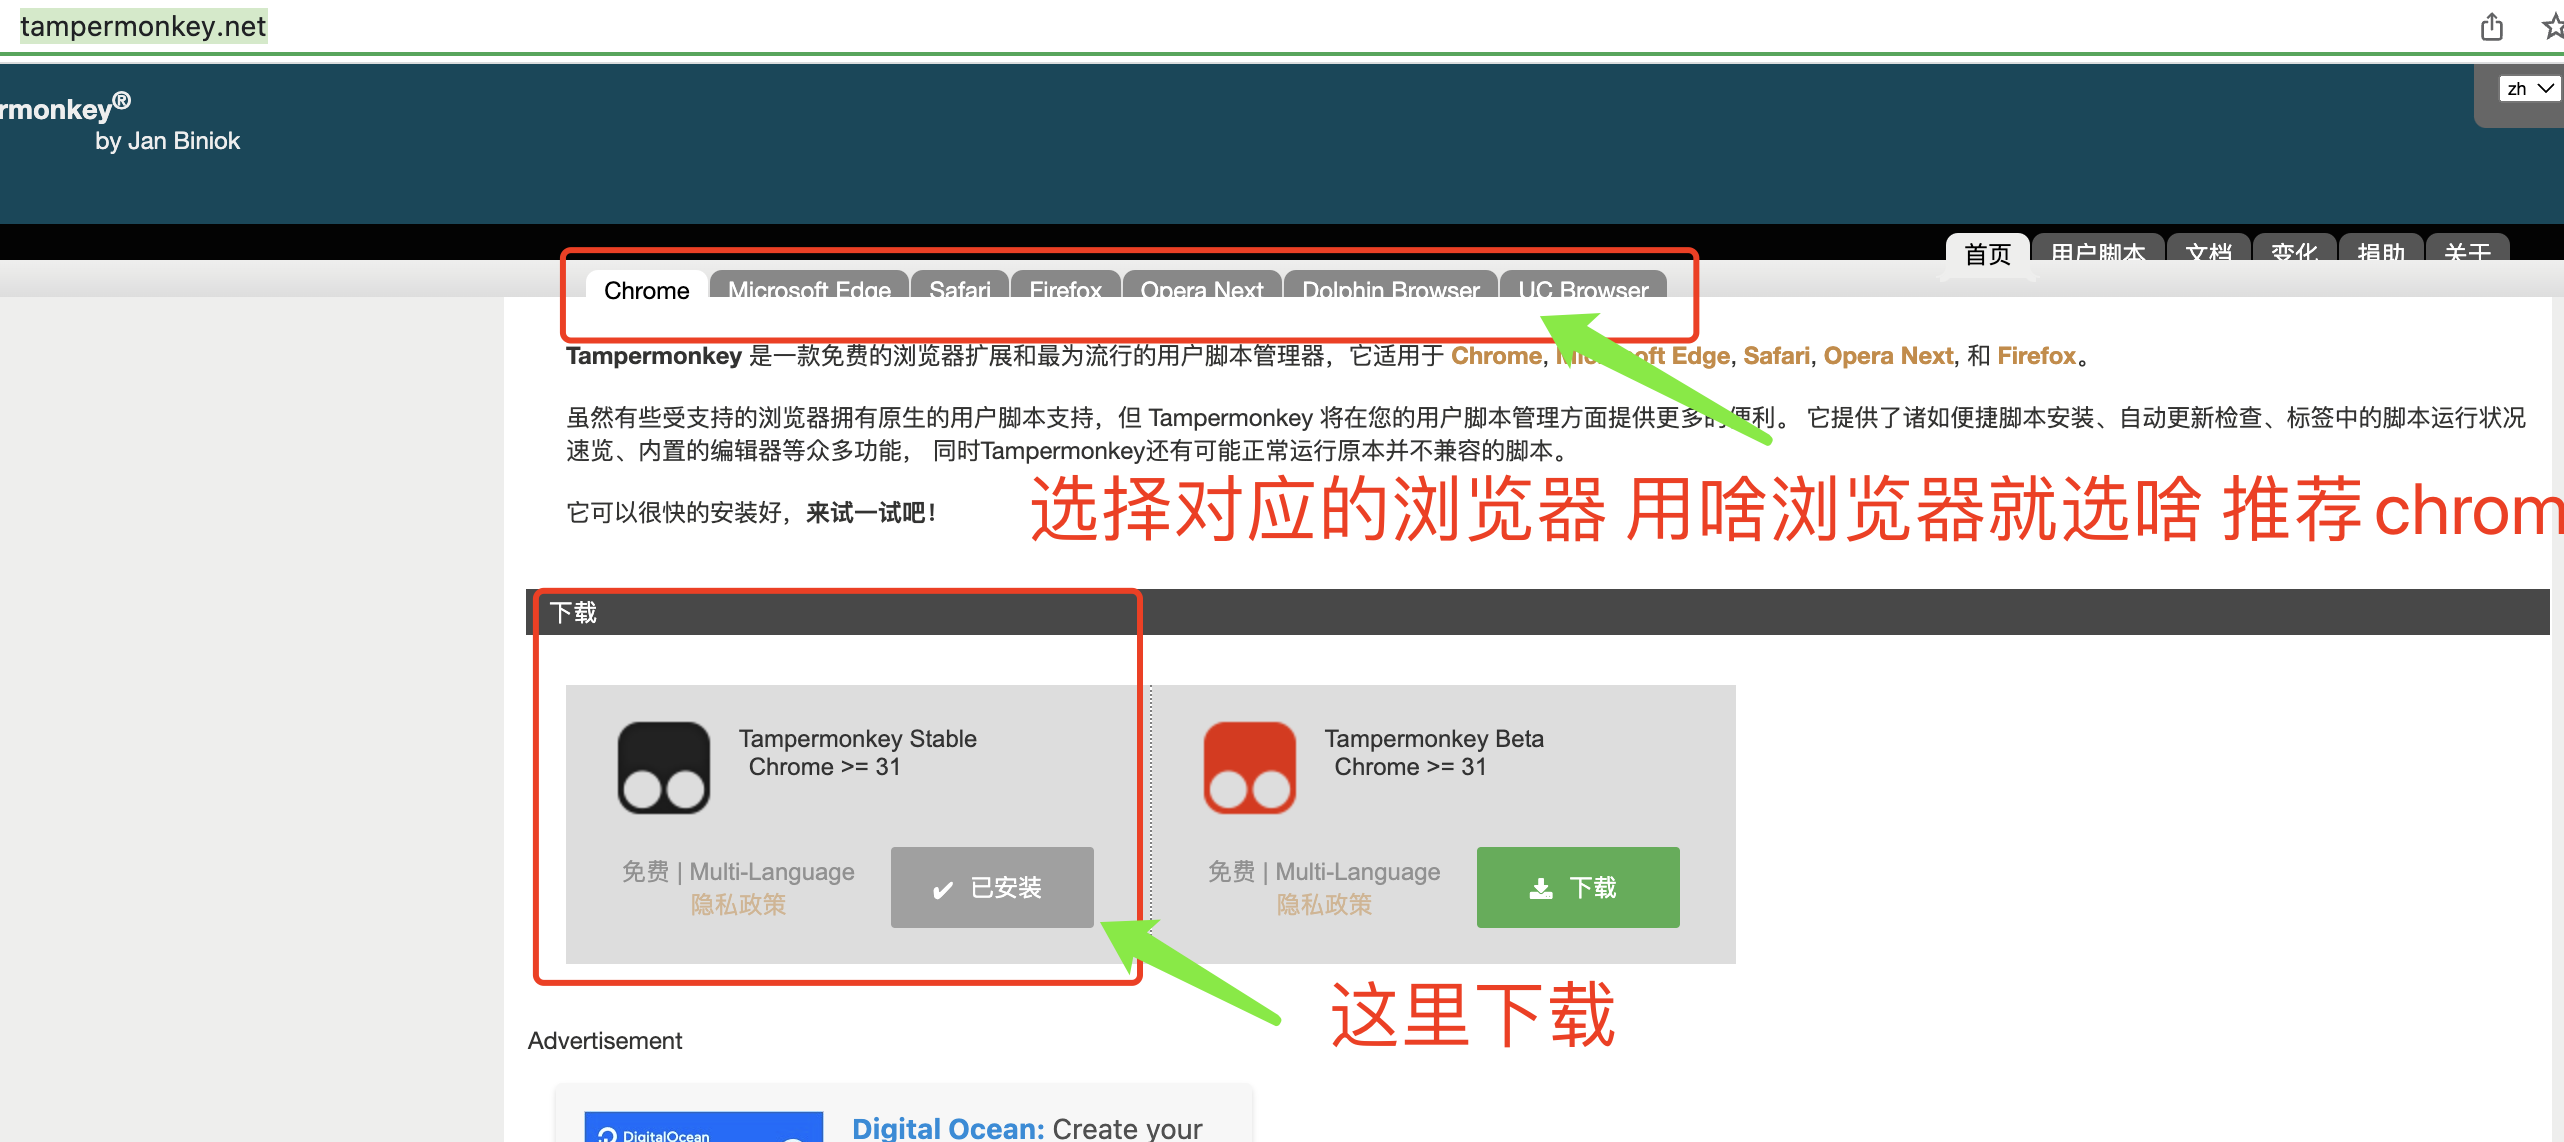 tampermonkey.net
rmonkey®
by Jan Biniok
zh
首页 用户脚本 文档 变化 捐助 关于
Chrome Microsoft Edge Safari Firefox Opera Next Dolphin Browser UC Browser
Tampermonkey 是一款免费的浏览器扩展和最为流行的用户脚本管理器，它适用于 Chrome, Microsoft Edge, Safari, Opera Next, 和 Firefox。
虽然有些受支持的浏览器拥有原生的用户脚本支持，但 Tampermonkey 将在您的用户脚本管理方面提供更多的便利。 它提供了诸如便捷脚本安装、自动更新检查、标签中的脚本运行状况
速览、内置的编辑器等众多功能， 同时Tampermonkey还有可能正常运行原本并不兼容的脚本。
它可以很快的安装好，来试一试吧！
选择对应的浏览器 用啥浏览器就选啥 推荐chrom
下载
Tampermonkey Stable
Chrome >= 31
免费 | Multi-Language
隐私政策
已安装
Tampermonkey Beta
Chrome >= 31
免费 | Multi-Language
隐私政策
下载
这里下载
Advertisement
DigitalOcean
Digital Ocean: Create your